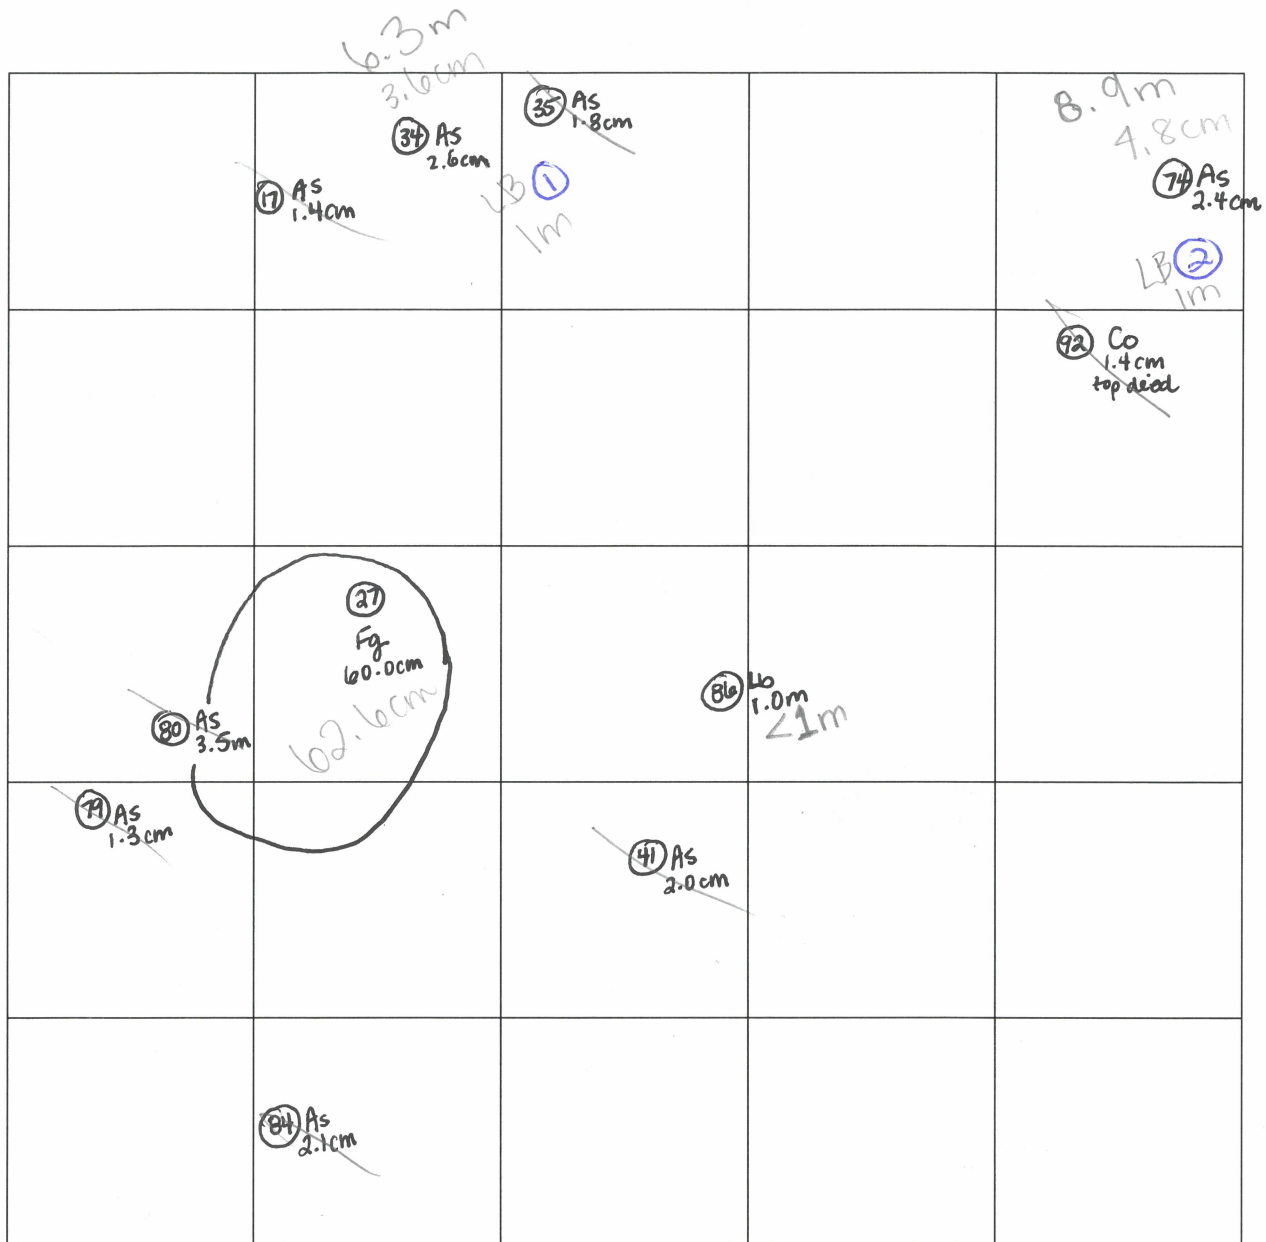 6.3m
3.6cm
34 As
2.6cm
35 As
1.8cm
17 As
1.4cm
LB 1
1m
8.9m
4.8cm
74 As
2.4cm
LB 2
1m
92 Co
1.4cm
top deid
27
Fg
60.0cm
62.6cm
80 As
3.5m
86
1.0m
<1m
79 As
1.3cm
41 As
2.0cm
84 As
2.1cm